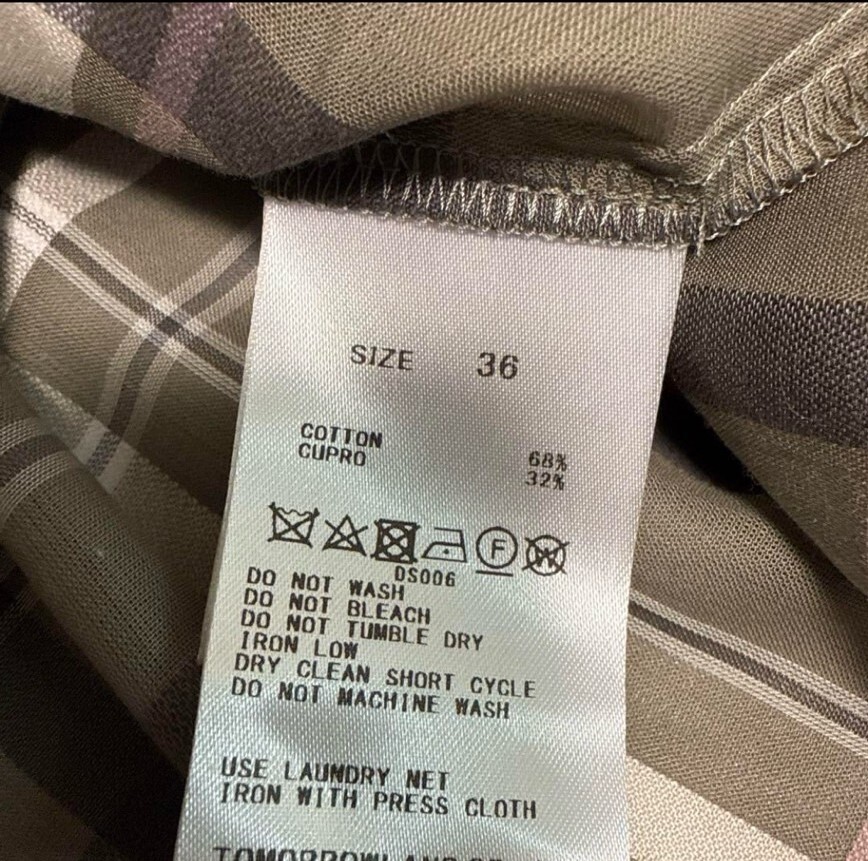 SIZE 36
COTTON 68%
CUPRO 32%
F W
DS006
DO NOT WASH
DO NOT BLEACH
DO NOT TUMBLE DRY
IRON LOW
DRY CLEAN SHORT CYCLE
DO NOT MACHINE WASH
USE LAUNDRY NET
IRON WITH PRESS CLOTH